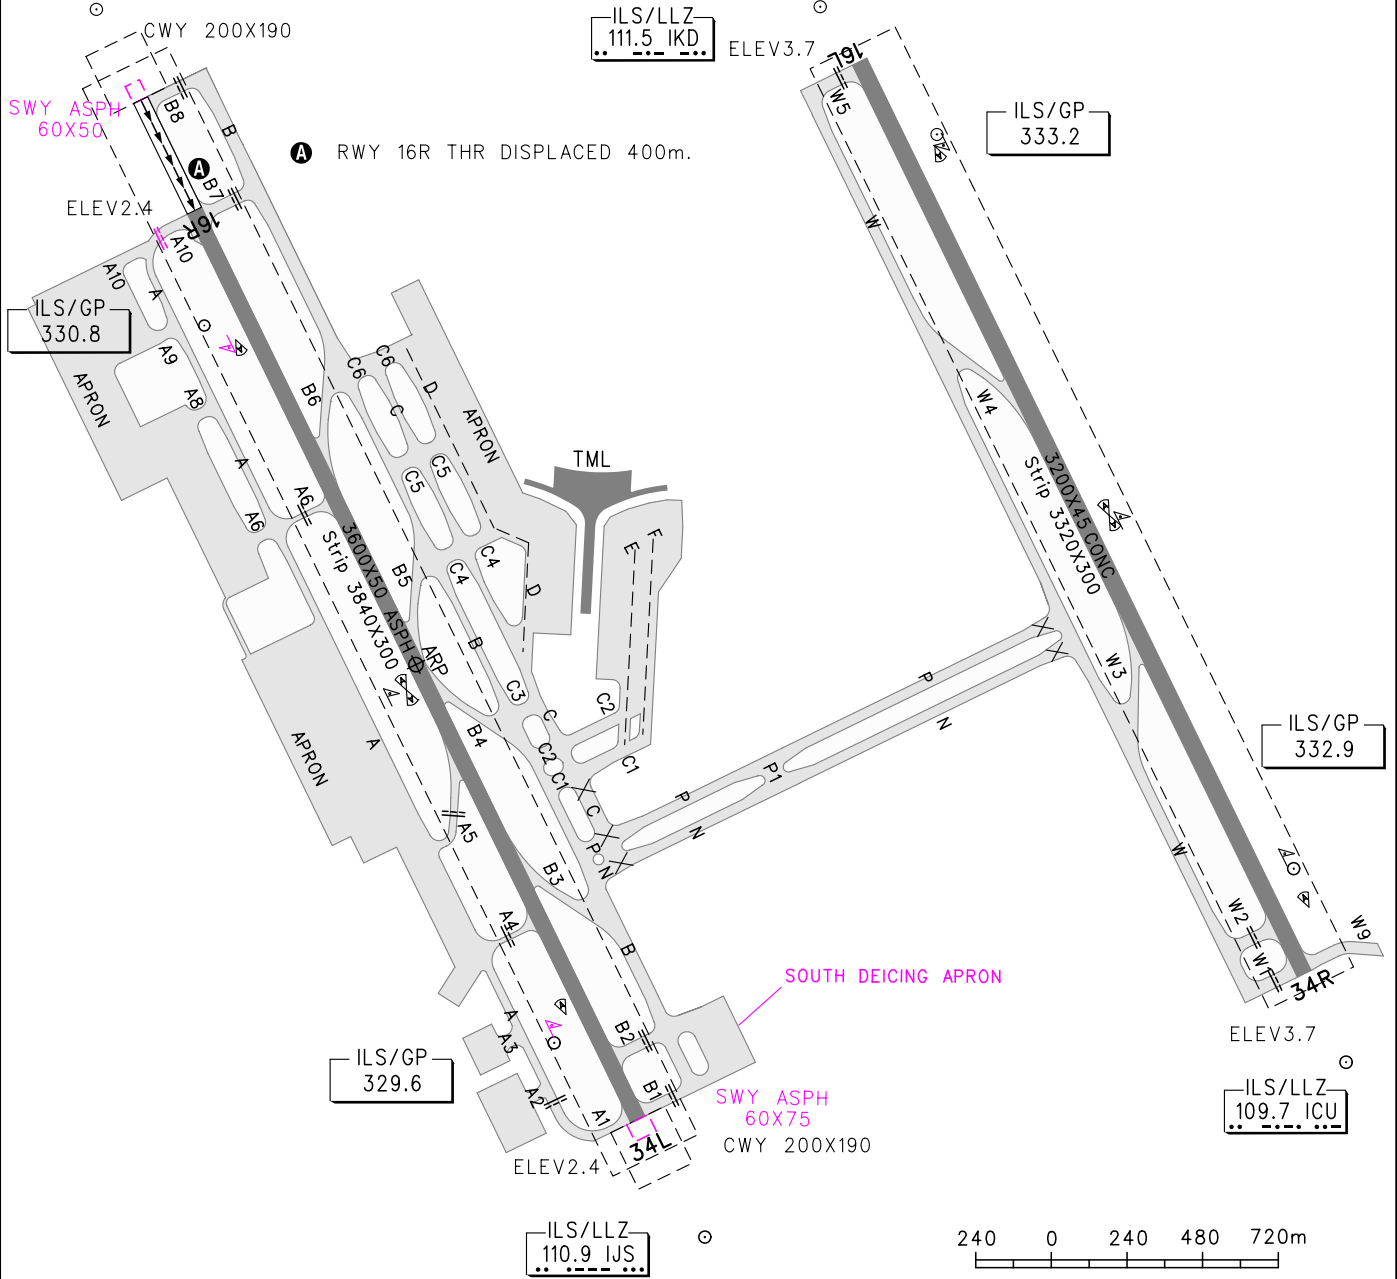 CWY 200X190
ILS/LLZ
111.5 IKD
ELEV3.7
16L
SWY ASPH
60X50
B8
B
W5
ILS/GP
333.2
A RWY 16R THR DISPLACED 400m.
A
B7
ELEV2.4
16R
A10
A10
A
W
ILS/GP
330.8
A9
C6
C6
APRON
A8
B6
C
D
APRON
W4
TML
A
C5
C5
3200X45 CONC
Strip 3320X300
A6
A6
3600X50 ASPH
Strip 3840X300
E
F
B5
C4
C4
D
ARP
B
W3
C3
C2
P
A
B4
C
N
ILS/GP
332.9
APRON
C2
C1
C1
P1
P
C
N
A5
P
N
W
B3
A4
W2
W9
B
W1
SOUTH DEICING APRON
34R
A
B2
ELEV3.7
A3
ILS/GP
329.6
A2
B1
A1
SWY ASPH
60X75
34L
CWY 200X190
ILS/LLZ
109.7 ICU
ELEV2.4
ILS/LLZ
110.9 IJS
240 0 240 480 720m